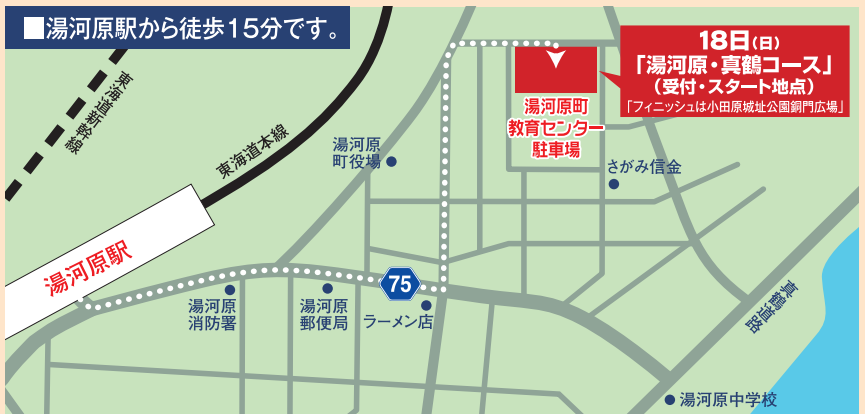 ■湯河原駅から徒歩15分です。
18日(日)
「湯河原・真鶴コース」
(受付・スタート地点)
「フィニッシュは小田原城址公園銅門広場」
東海道新幹線
東海道本線
湯河原
町役場
湯河原町
教育センター
駐車場
さがみ信金
湯河原駅
75
湯河原
消防署
湯河原
郵便局
ラーメン店
真鶴道路
湯河原中学校